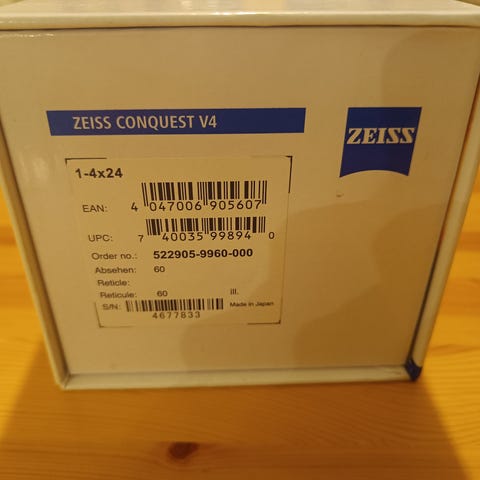 ZEISS CONQUEST V4
ZEISS
1-4x24
EAN: 4 047006 905607
UPC: 7 40035 99894 0
Order no.: 522905-9960-000
Absehen: 60
Reticle:
Reticule: 60 ill.
S/N: Made in Japan
4677833